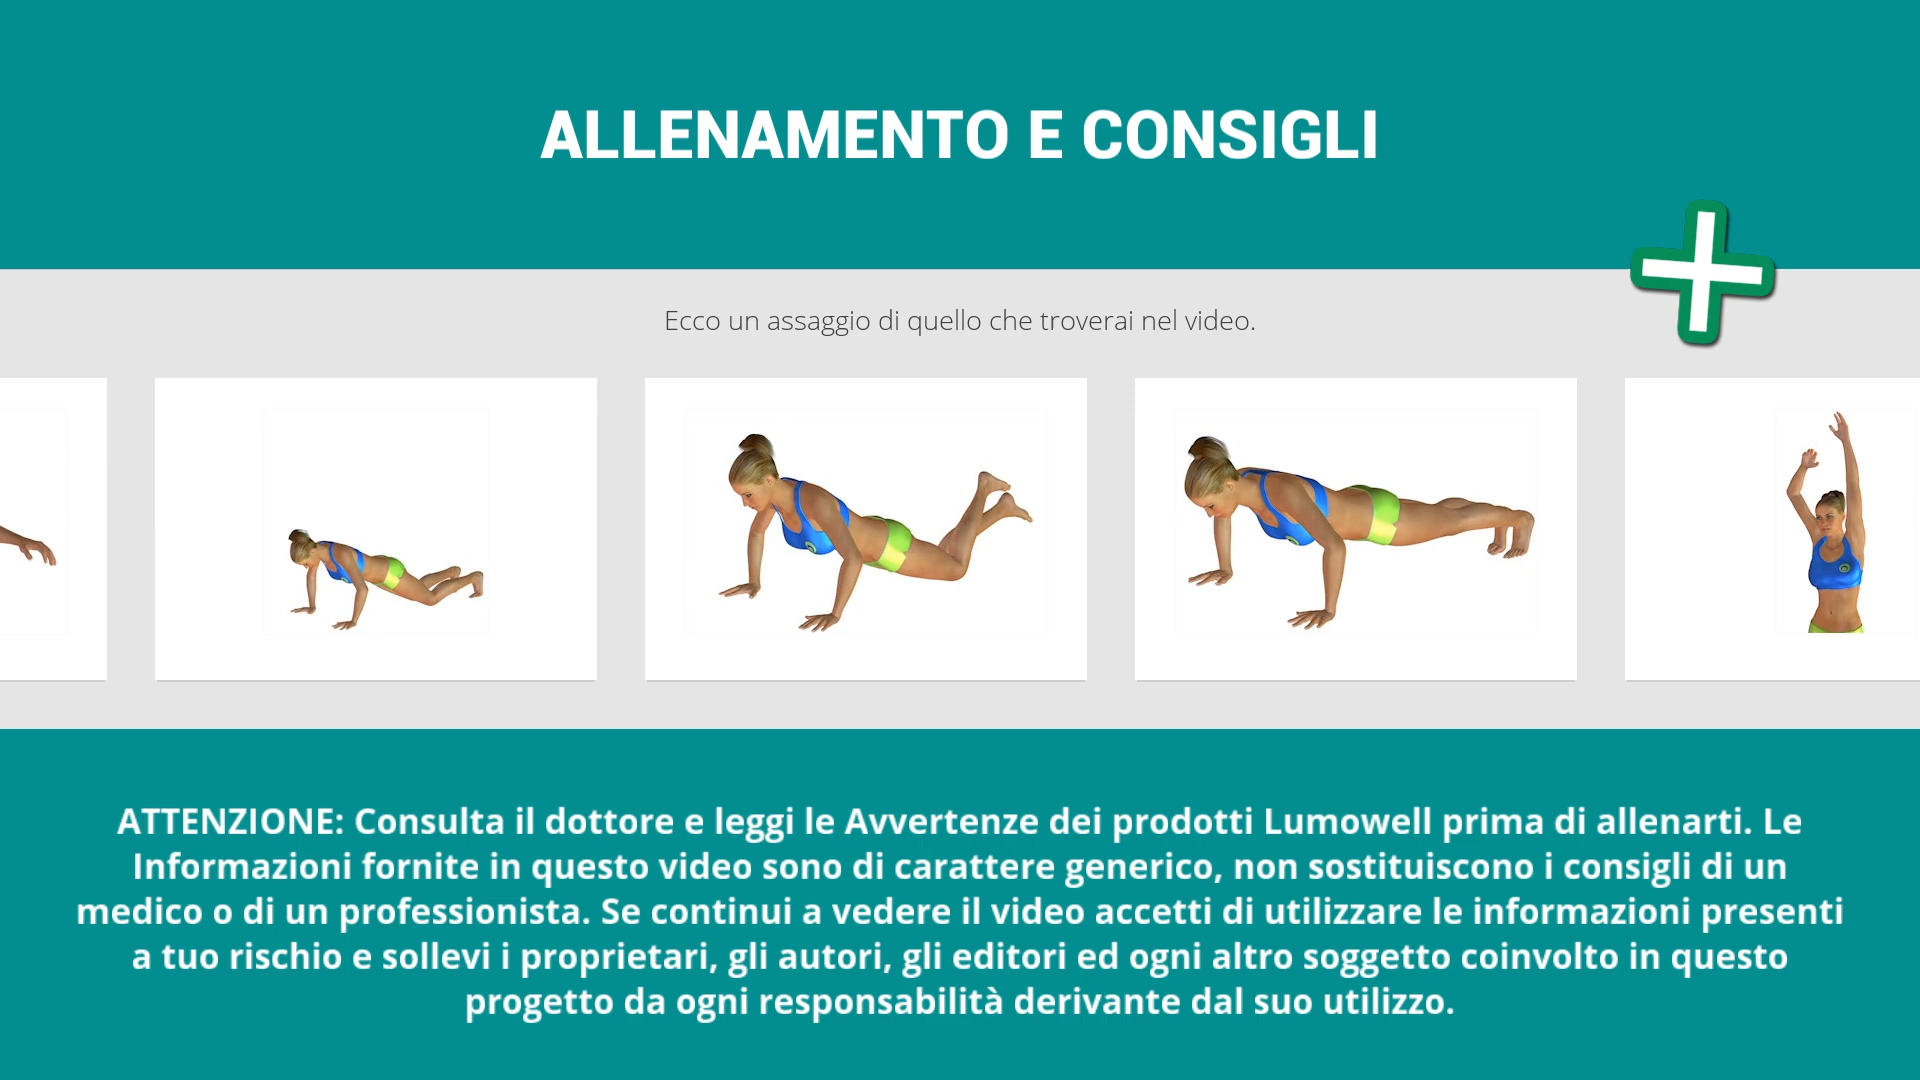 ALLENAMENTO E CONSIGLI
Ecco un assaggio di quello che troverai nel video.
ATTENZIONE: Consulta il dottore e leggi le Avvertenze dei prodotti Lumowell prima di allenarti. Le
Informazioni fornite in questo video sono di carattere generico, non sostituiscono i consigli di un
medico o di un professionista. Se continui a vedere il video accetti di utilizzare le informazioni presenti
a tuo rischio e sollevi i proprietari, gli autori, gli editori ed ogni altro soggetto coinvolto in questo
progetto da ogni responsabilità derivante dal suo utilizzo.